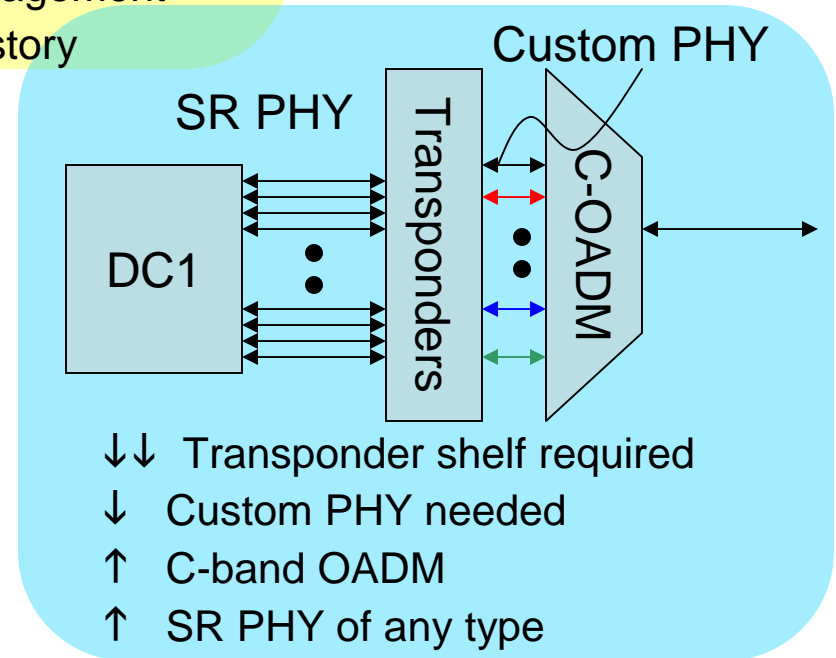 story
Custom PHY
SR PHY
Transponders
C-OADM
DC1
↓↓ Transponder shelf required
↓ Custom PHY needed
↑ C-band OADM
↑ SR PHY of any type